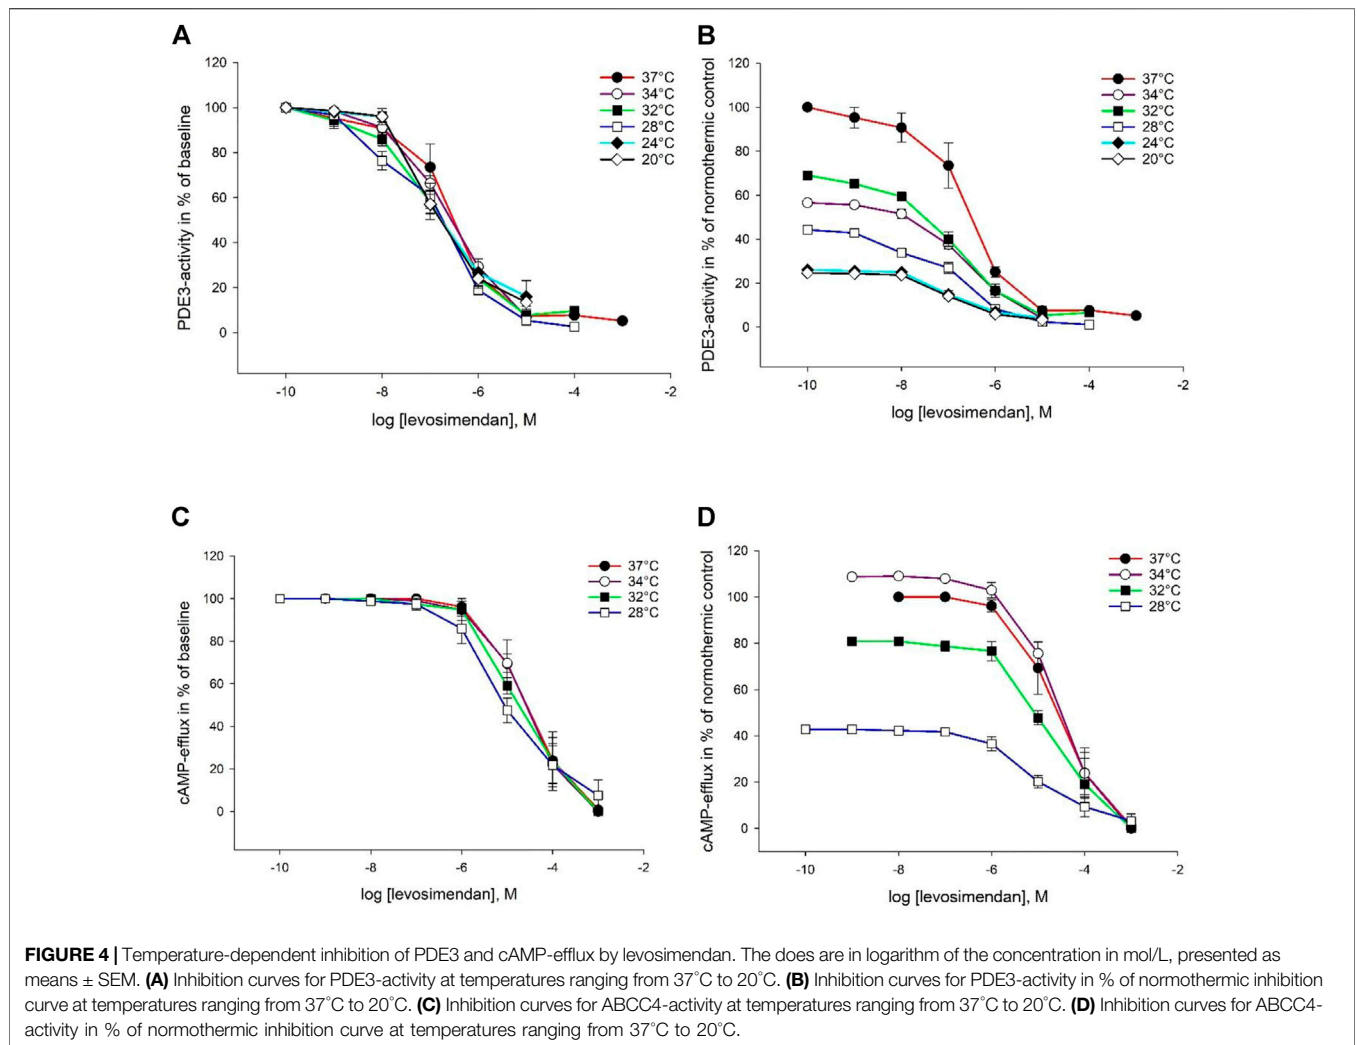 A
120
100
80
60
40
20
0
PDE3-activity in % of baseline
-10
-8
-6
-4
-2
log [levosimendan], M
37°C
34°C
32°C
28°C
24°C
20°C
B
120
100
80
60
40
20
0
PDE3-activity in % of normothermic control
-10
-8
-6
-4
-2
log [levosimendan], M
37°C
34°C
32°C
28°C
24°C
20°C
C
120
100
80
60
40
20
0
cAMP-efflux in % of baseline
-10
-8
-6
-4
-2
log [levosimendan], M
37°C
34°C
32°C
28°C
D
120
100
80
60
40
20
0
cAMP-efflux in % of normothermic control
-10
-8
-6
-4
-2
log [levosimendan], M
37°C
34°C
32°C
28°C
FIGURE 4 | Temperature-dependent inhibition of PDE3 and cAMP-efflux by levosimendan. The does are in logarithm of the concentration in mol/L, presented as
means ± SEM. (A) Inhibition curves for PDE3-activity at temperatures ranging from 37°C to 20°C. (B) Inhibition curves for PDE3-activity in % of normothermic inhibition
curve at temperatures ranging from 37°C to 20°C. (C) Inhibition curves for ABCC4-activity at temperatures ranging from 37°C to 20°C. (D) Inhibition curves for ABCC4-
activity in % of normothermic inhibition curve at temperatures ranging from 37°C to 20°C.